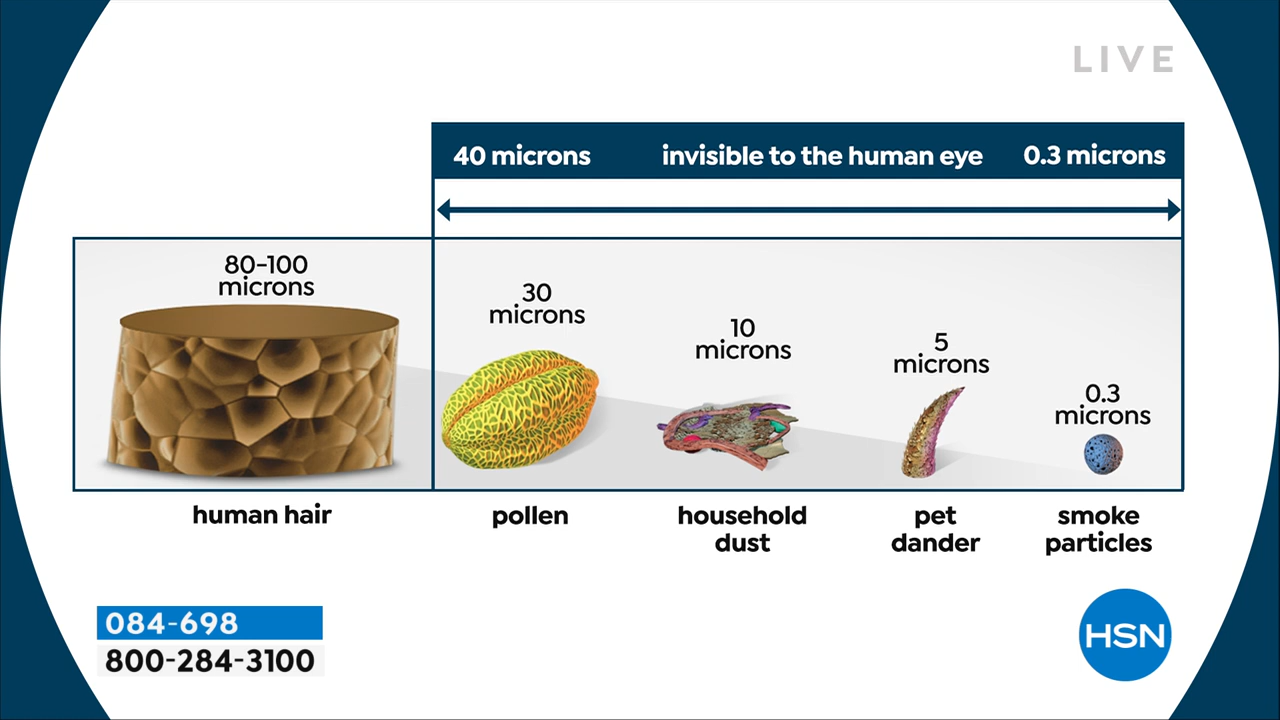 LIVE
40 microns invisible to the human eye 0.3 microns
80-100
microns
30
microns
10
microns
5
microns
0.3
microns
human hair
pollen
household
dust
pet
dander
smoke
particles
084-698
800-284-3100
HSN